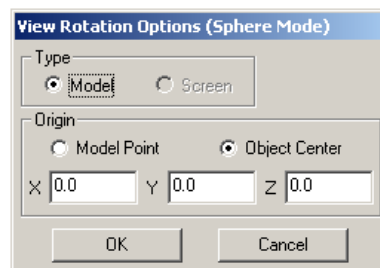 View Rotation Options (Sphere Mode)
Type
Model Screen
Origin
Model Point Object Center
X 0.0 Y 0.0 Z 0.0
OK Cancel